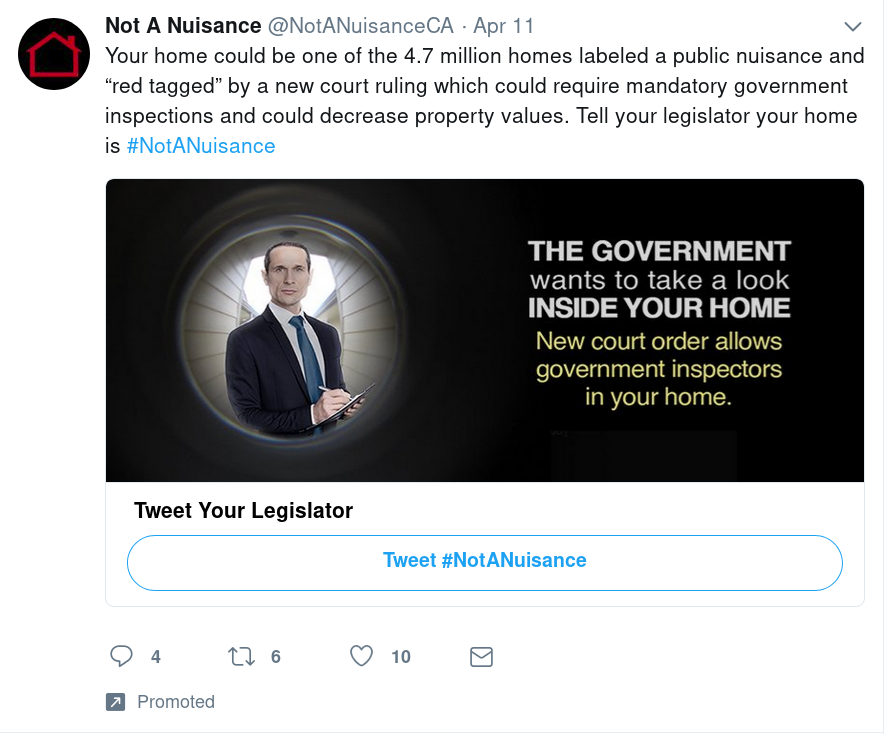 Not A Nuisance @NotANuisanceCA · Apr 11
Your home could be one of the 4.7 million homes labeled a public nuisance and
“red tagged” by a new court ruling which could require mandatory government
inspections and could decrease property values. Tell your legislator your home
is #NotANuisance
THE GOVERNMENT
wants to take a look
INSIDE YOUR HOME
New court order allows
government inspectors
in your home.
Tweet Your Legislator
Tweet #NotANuisance
4 6 10
Promoted